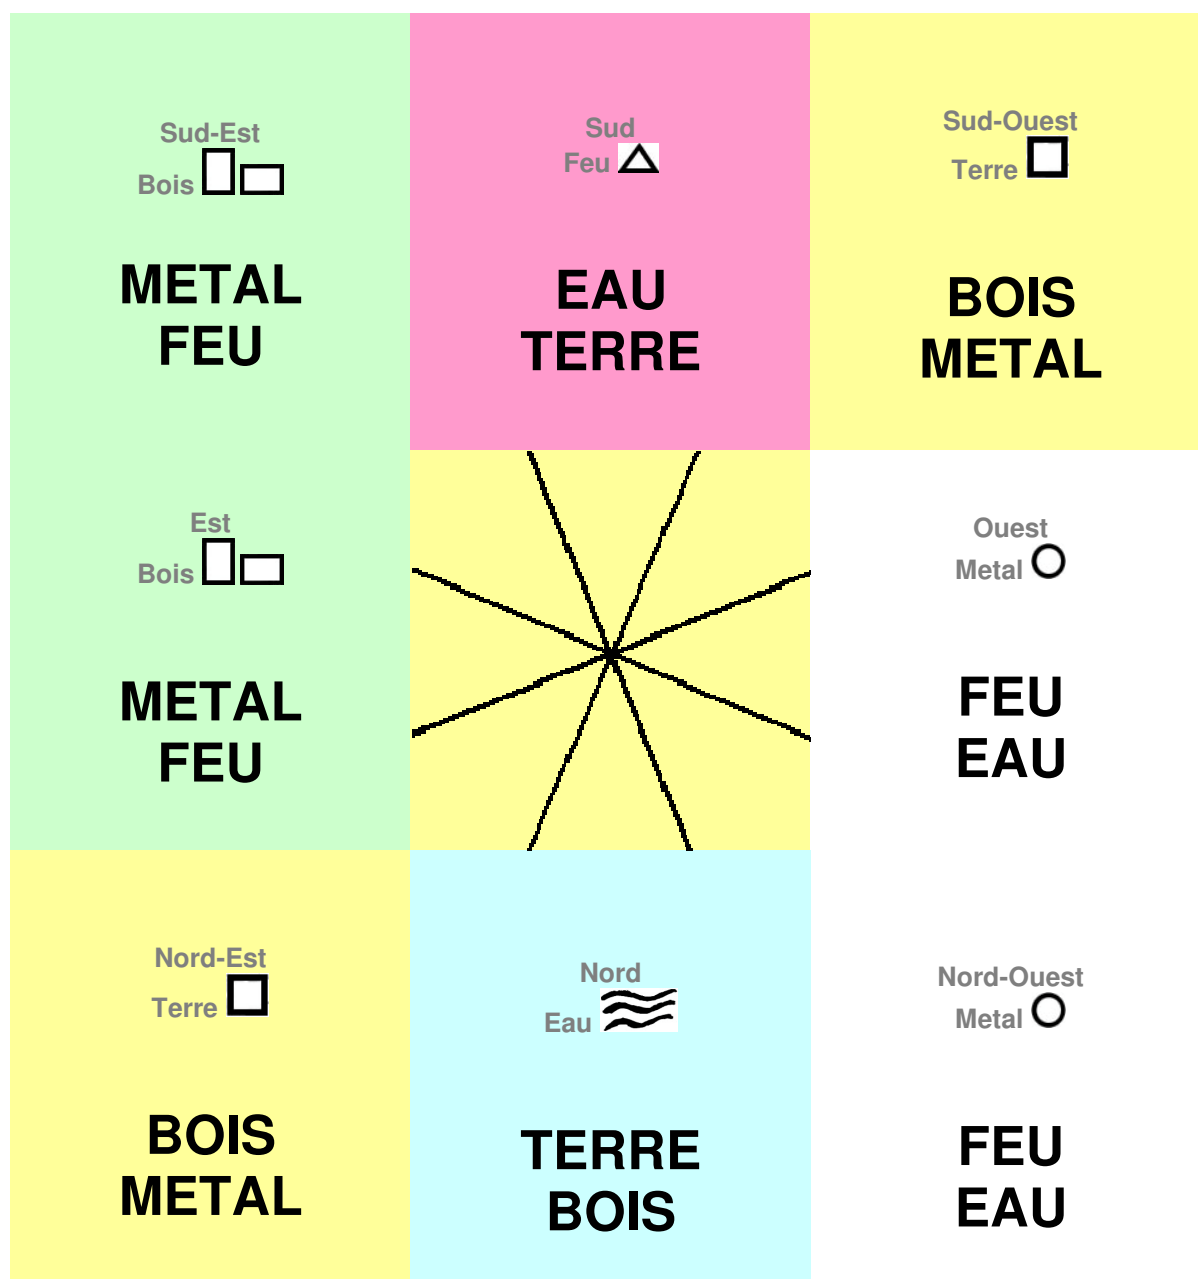 Sud-Est
Bois
METAL
FEU
Sud
Feu
EAU
TERRE
Sud-Ouest
Terre
BOIS
METAL
Est
Bois
METAL
FEU
Ouest
Metal
FEU
EAU
Nord-Est
Terre
BOIS
METAL
Nord
Eau
TERRE
BOIS
Nord-Ouest
Metal
FEU
EAU